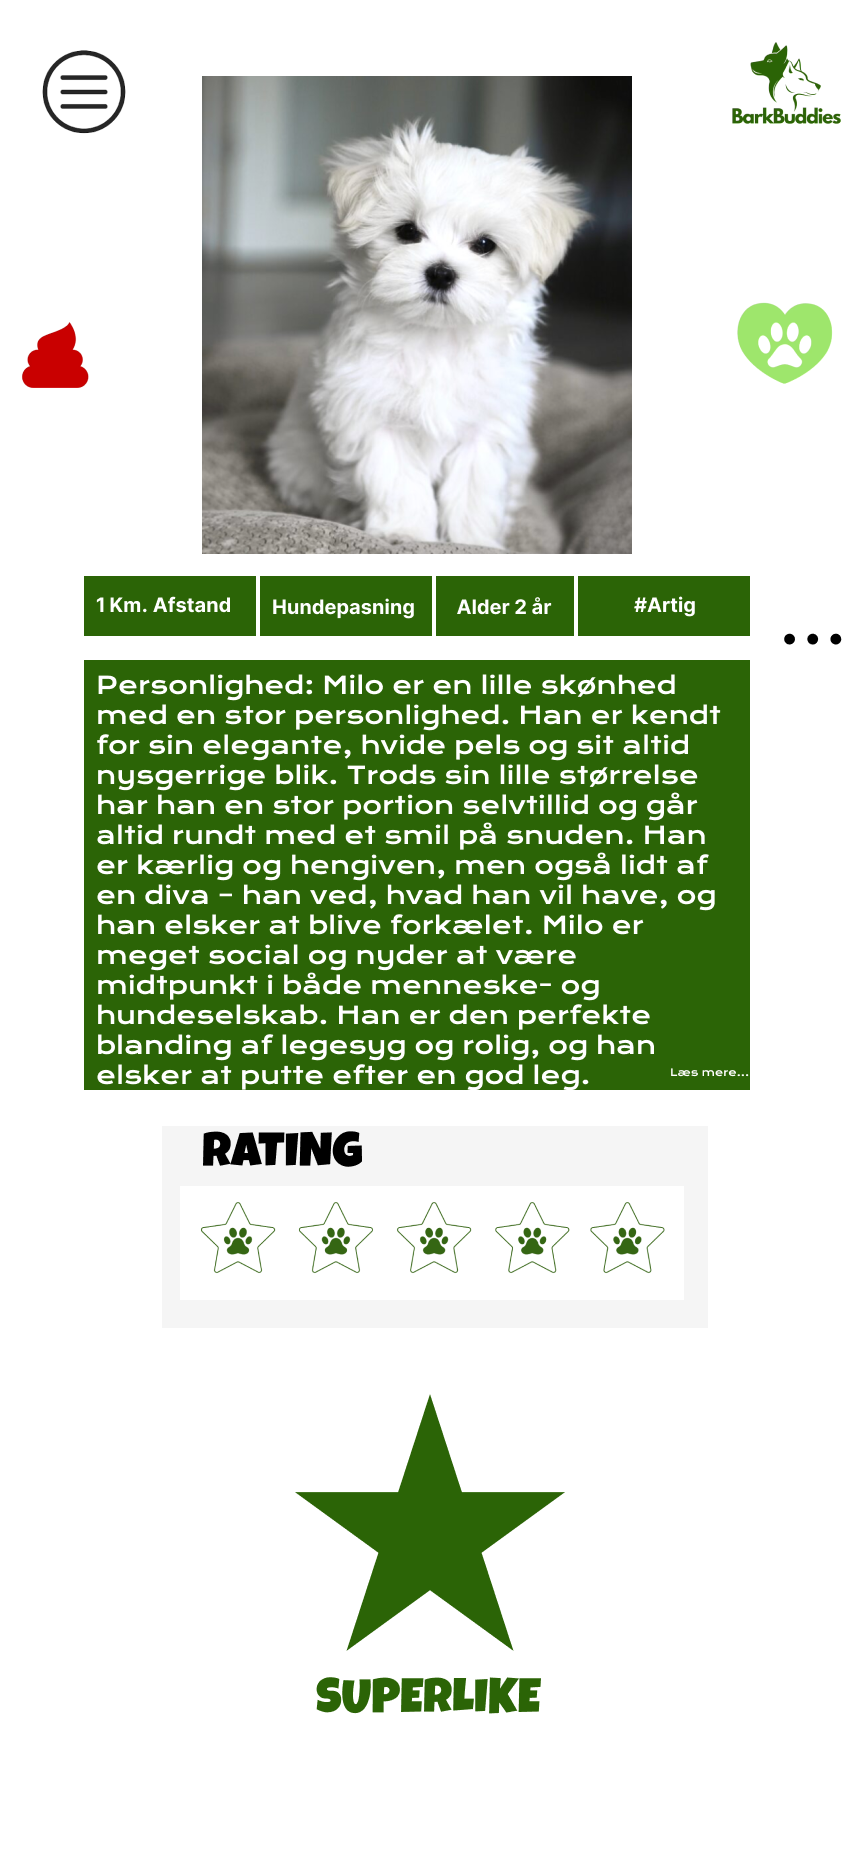 BarkBuddies
1 Km. Afstand
Hundepasning
Alder 2 år
#Artig
Personlighed: Milo er en lille skønhed
med en stor personlighed. Han er kendt
for sin elegante, hvide pels og sit altid
nysgerrige blik. Trods sin lille størrelse
har han en stor portion selvtillid og går
altid rundt med et smil på snuden. Han
er kærlig og hengiven, men også lidt af
en diva – han ved, hvad han vil have, og
han elsker at blive forkælet. Milo er
meget social og nyder at være
midtpunkt i både menneske- og
hundeselskab. Han er den perfekte
blanding af legesyg og rolig, og han
elsker at putte efter en god leg.
Læs mere...
RATING
SUPERLIKE